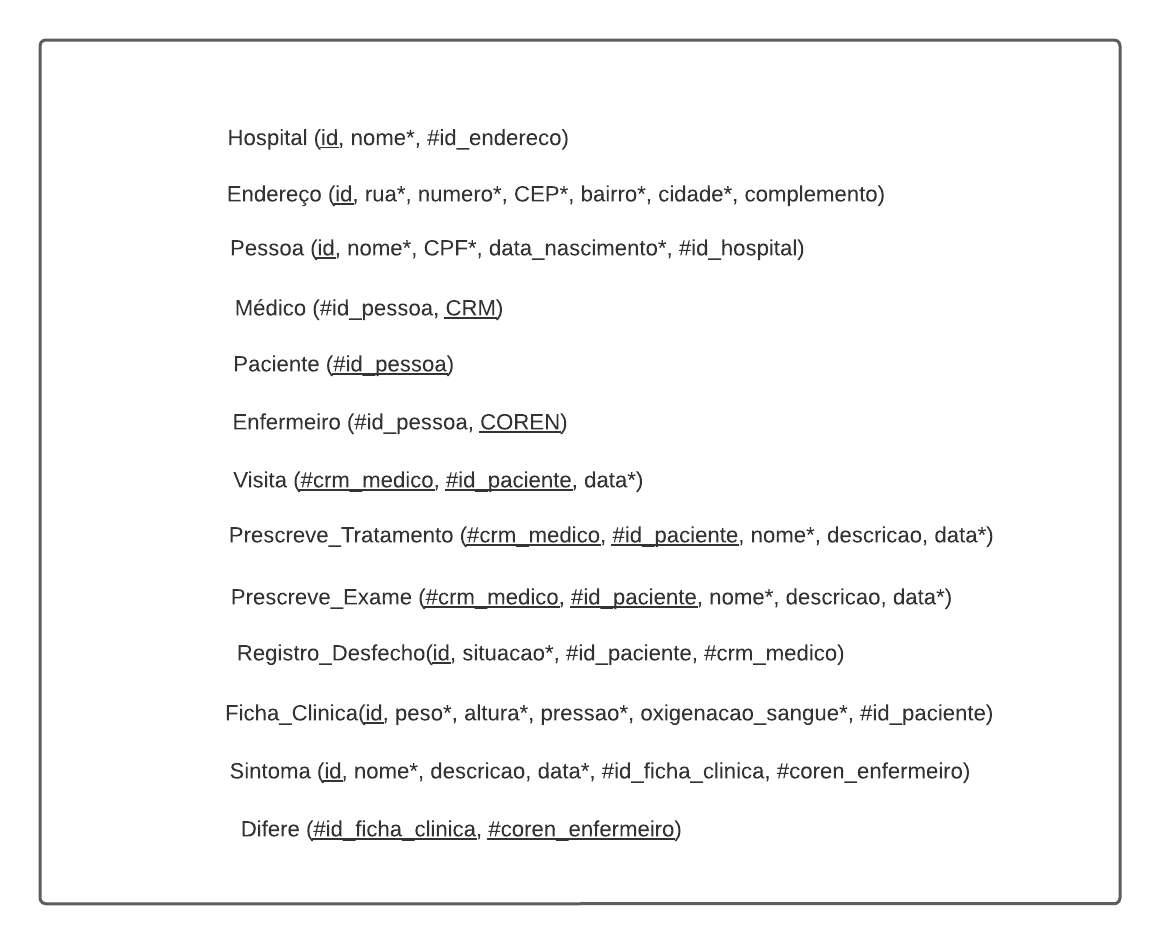 Hospital (id, nome*, #id_endereco)
Endereço (id, rua*, numero*, CEP*, bairro*, cidade*, complemento)
Pessoa (id, nome*, CPF*, data_nascimento*, #id_hospital)
Médico (#id_pessoa, CRM)
Paciente (#id_pessoa)
Enfermeiro (#id_pessoa, COREN)
Visita (#crm_medico, #id_paciente, data*)
Prescreve_Tratamento (#crm_medico, #id_paciente, nome*, descricao, data*)
Prescreve_Exame (#crm_medico, #id_paciente, nome*, descricao, data*)
Registro_Desfecho(id, situacao*, #id_paciente, #crm_medico)
Ficha_Clinica(id, peso*, altura*, pressao*, oxigenacao_sangue*, #id_paciente)
Sintoma (id, nome*, descricao, data*, #id_ficha_clinica, #coren_enfermeiro)
Difere (#id_ficha_clinica, #coren_enfermeiro)